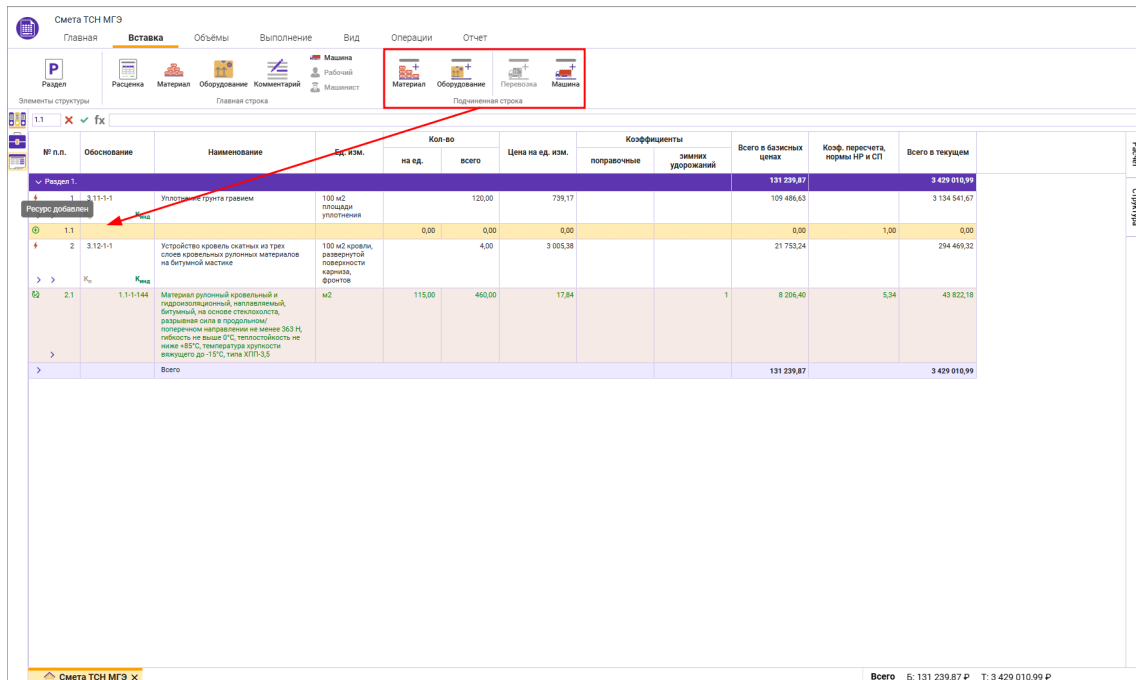 Смета ТСН МГЭ
Главная Вставка Объёмы Выполнение Вид Операции Отчет
Раздел Расценка Материал Оборудование Комментарий Машина Рабочий Машинист Материал Оборудование Перевозка Машина
Элементы структуры Главная строка Подчиненная строка
1.1 fx
№ п.п. Обоснование Наименование Ед. изм. Кол-во Цена на ед. изм. Коэффициенты Всего в базисных ценах Коэф. пересчета, нормы НР и СП Всего в текущем
на ед. всего поправочные зимних удорожаний
Расчет
Структура
Раздел 1. 131 239,87 3 429 010,99
1 3.11-1-1 Уплотнение грунта гравием 100 м2 120,00 739,17 109 486,63 3 134 541,67
площади
уплотнения
Ресурс добавлен Kинд
1.1 0,00 0,00 0,00 0,00 1,00 0,00
2 3.12-1-1 Устройство кровель скатных из трех 100 м2 кровли, 4,00 3 005,38 21 753,24 294 469,32
слоев кровельных рулонных материалов развернутой
на битумной мастике поверхности
карниза,
Kп Kинд фронтов
2.1 1.1-1-144 Материал рулонный кровельный и м2 115,00 460,00 17,84 1 8 206,40 5,34 43 822,18
гидроизоляционный, наплавляемый,
битумный, на основе стеклохолста,
разрывная сила в продольном/
поперечном направлении не менее 363 Н,
гибкость не выше 0°С, теплостойкость не
ниже +85°С, температура хрупкости
вяжущего до -15°С, типа ХПП-3,5
Всего 131 239,87 3 429 010,99
Смета ТСН МГЭ Всего Б: 131 239,87 ₽ Т: 3 429 010,99 ₽